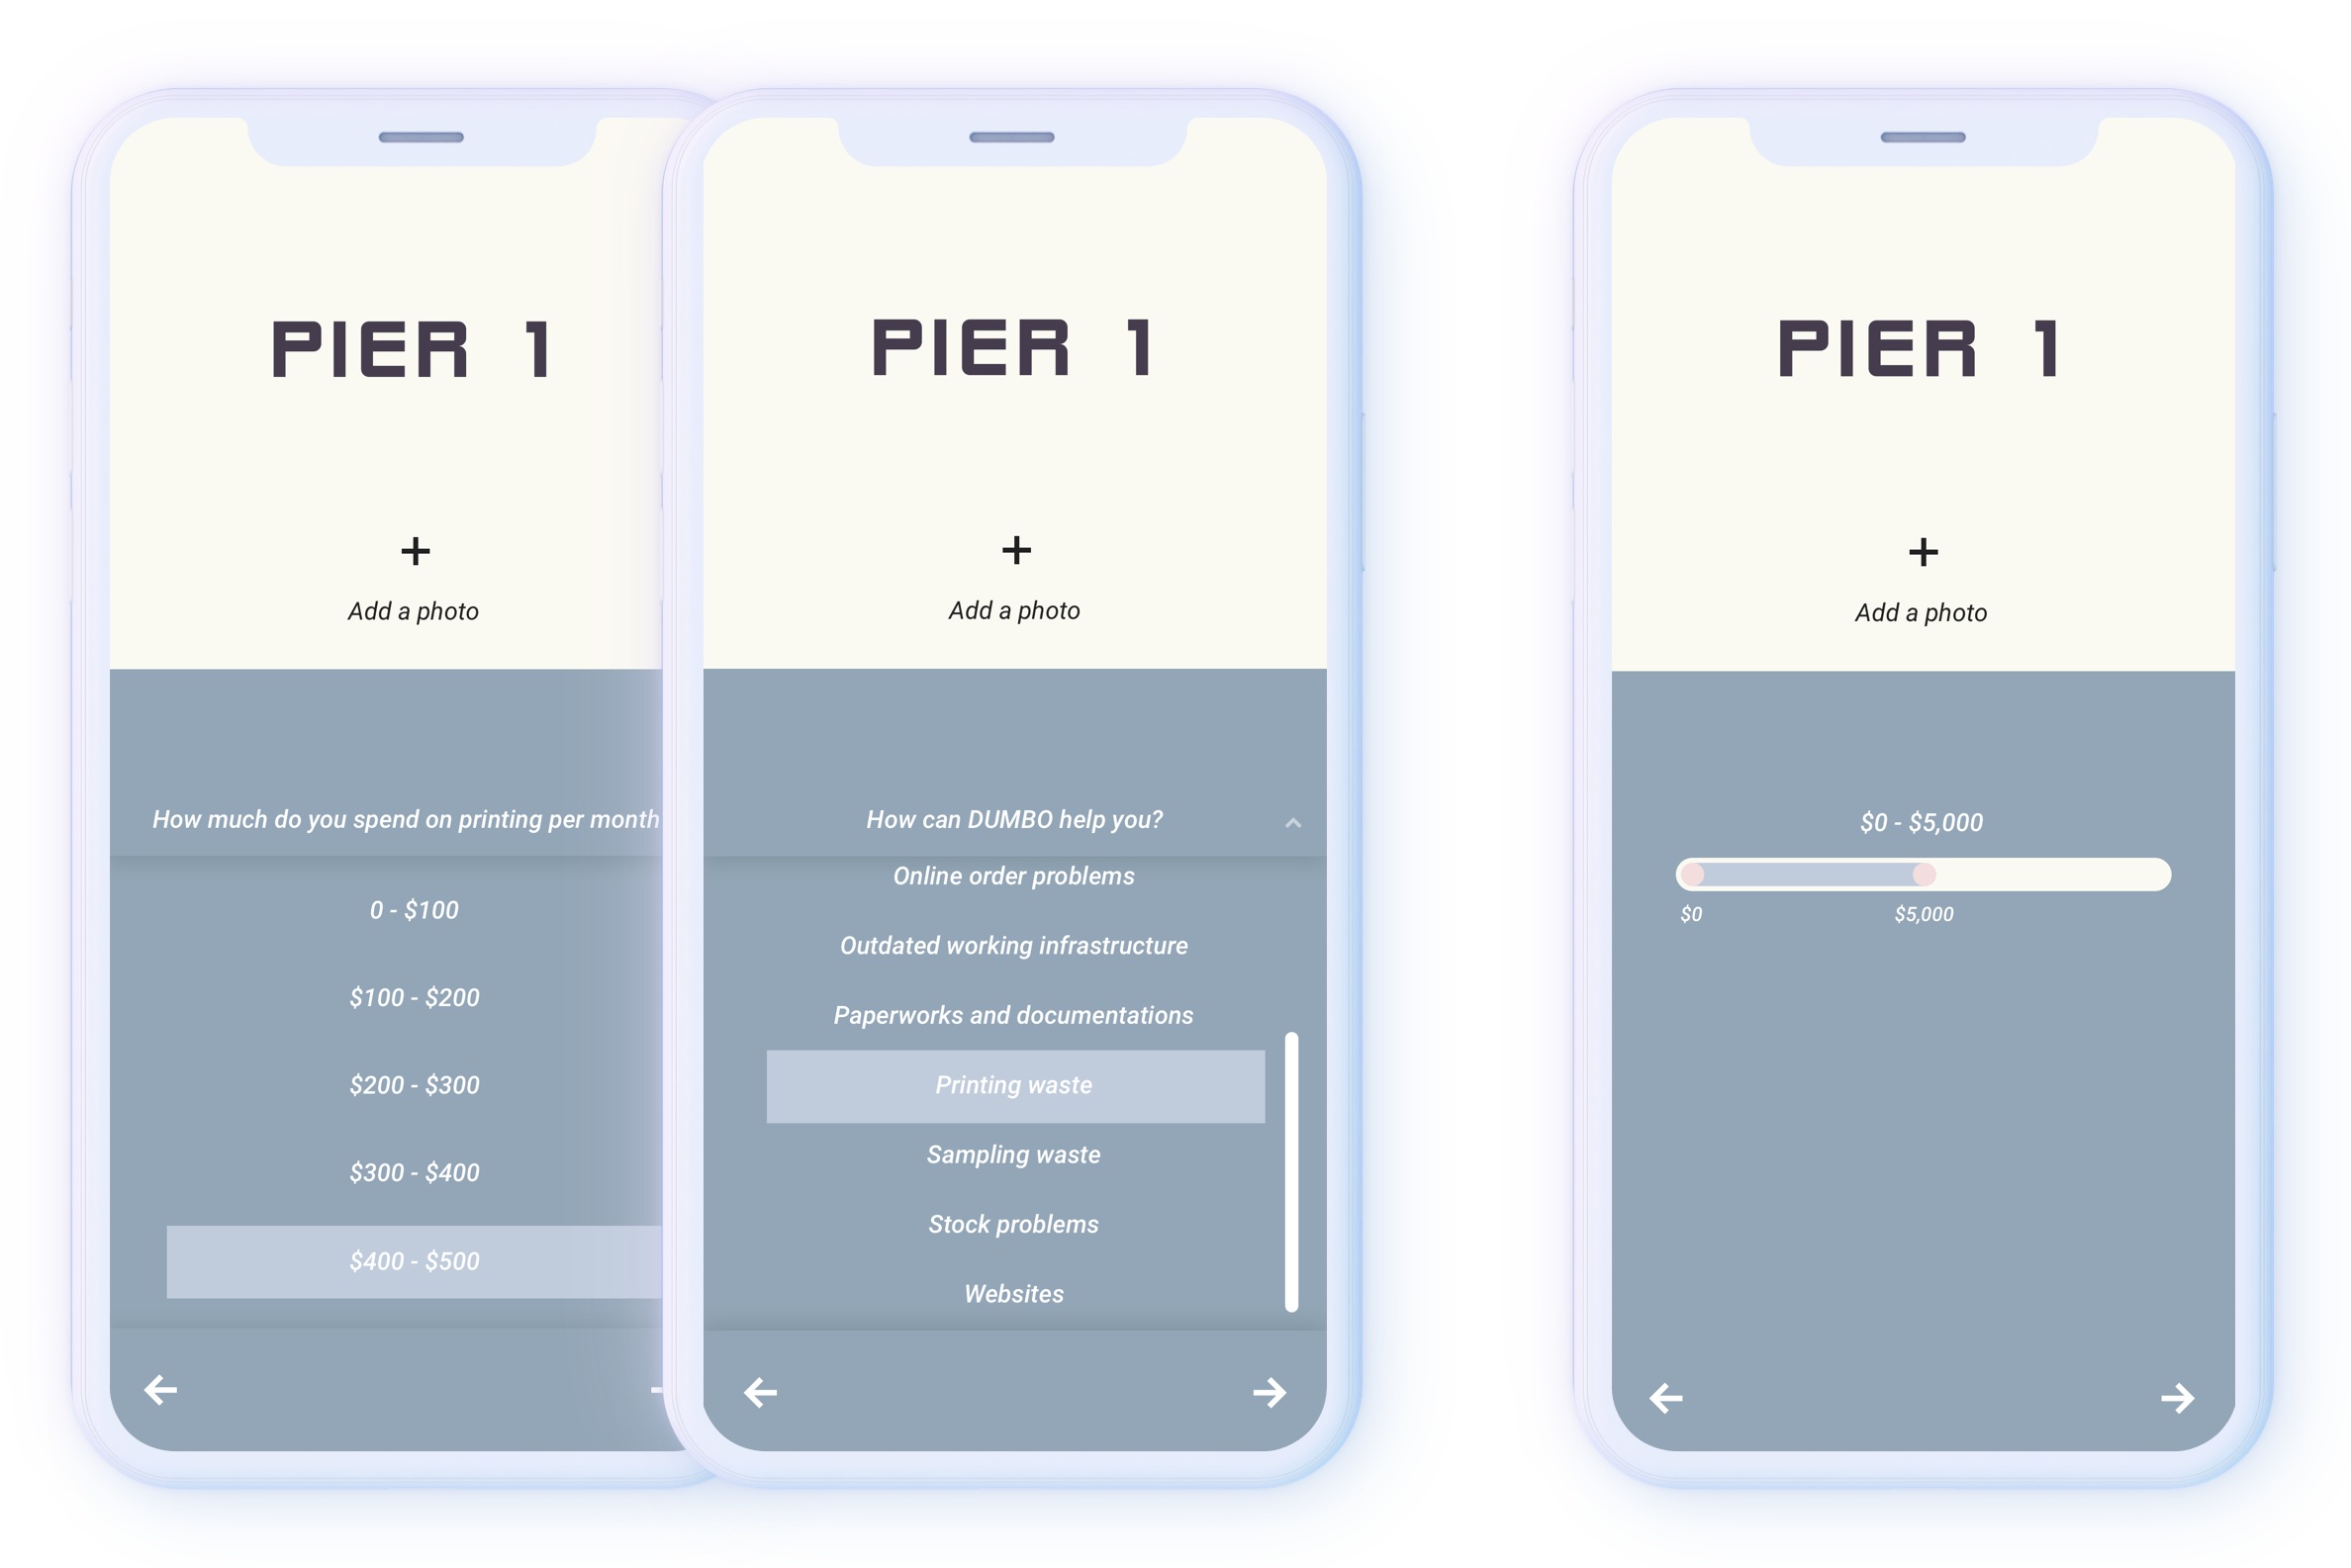 PIER 1
+
Add a photo
How much do you spend on printing per month
0 - $100
$100 - $200
$200 - $300
$300 - $400
$400 - $500
PIER 1
+
Add a photo
How can DUMBO help you?
Online order problems
Outdated working infrastructure
Paperworks and documentations
Printing waste
Sampling waste
Stock problems
Websites
PIER 1
+
Add a photo
$0 - $5,000
$0 $5,000